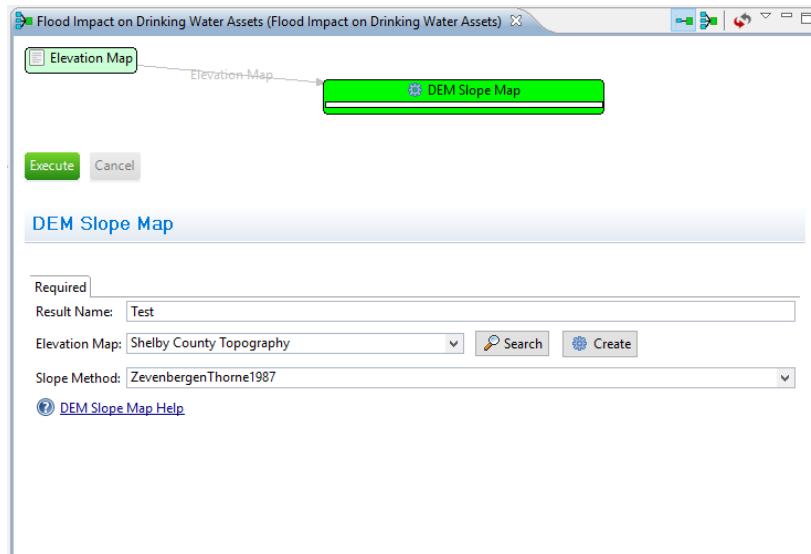 Flood Impact on Drinking Water Assets (Flood Impact on Drinking Water Assets)
Elevation Map
Elevation Map
DEM Slope Map
Execute Cancel
DEM Slope Map
Required
Result Name: Test
Elevation Map: Shelby County Topography Search Create
Slope Method: ZevenbergenThorne1987
DEM Slope Map Help